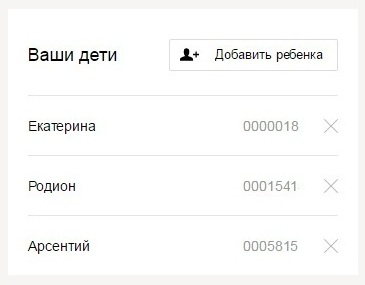 Ваши дети Добавить ребенка
Екатерина 0000018
Родион 0001541
Арсентий 0005815